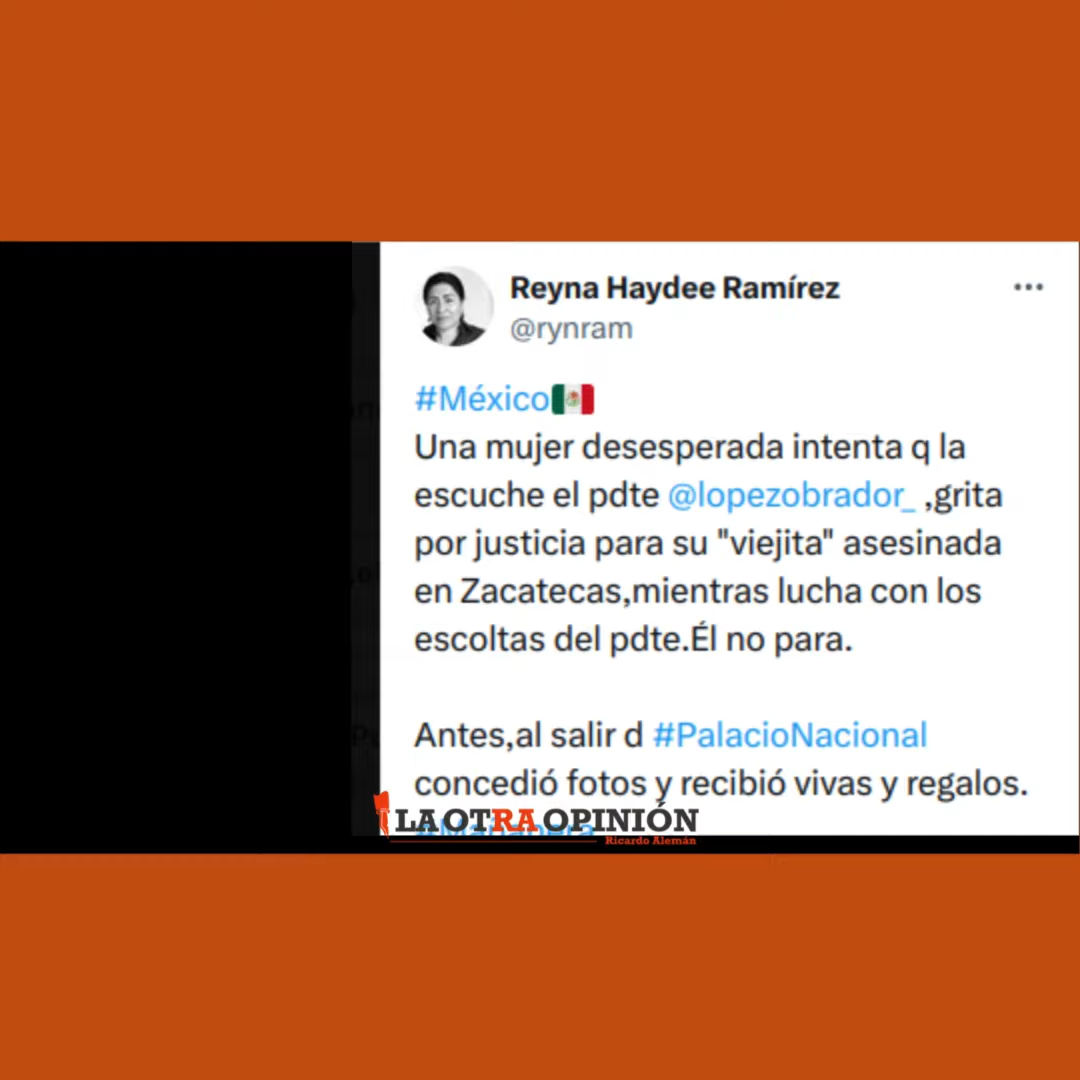 Reyna Haydee Ramírez
@rynram
#México
Una mujer desesperada intenta q la
escuche el pdte @lopezobrador_ ,grita
por justicia para su "viejita" asesinada
en Zacatecas,mientras lucha con los
escoltas del pdte.Él no para.
Antes,al salir d #PalacioNacional
concedió fotos y recibió vivas y regalos.
#Mañanera
LA OTRA OPINIÓN
Ricardo Alemán